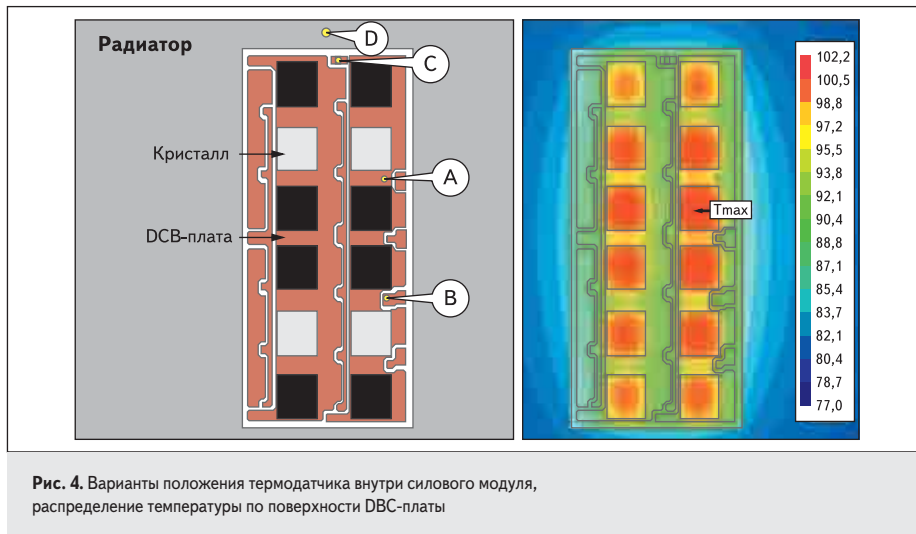 Радиатор
D
C
Кристалл
A
DCB-плата
B
Tmax
102,2
100,5
98,8
97,2
95,5
93,8
92,1
90,4
88,8
87,1
85,4
83,7
82,1
80,4
78,7
77,0
Рис. 4. Варианты положения термодатчика внутри силового модуля,
распределение температуры по поверхности DBC-платы